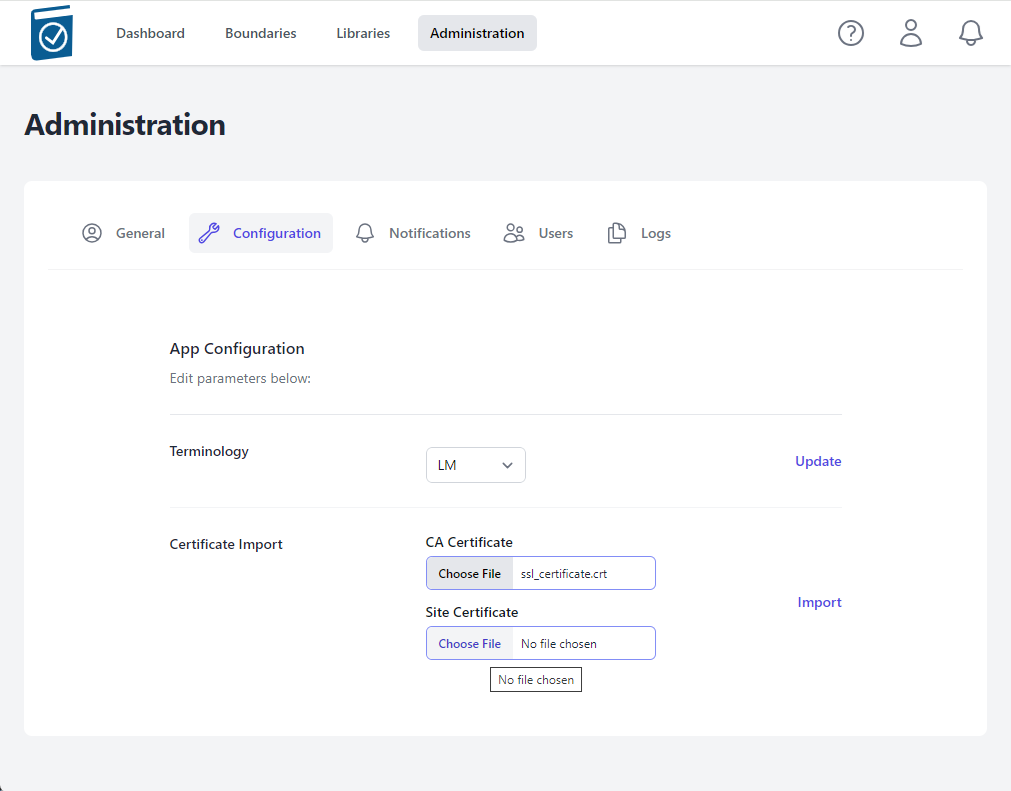 Dashboard Boundaries Libraries Administration
Administration
General Configuration Notifications Users Logs
App Configuration
Edit parameters below:
Terminology LM Update
Certificate Import CA Certificate
Choose File ssl_certificate.crt
Import
Site Certificate
Choose File No file chosen
No file chosen